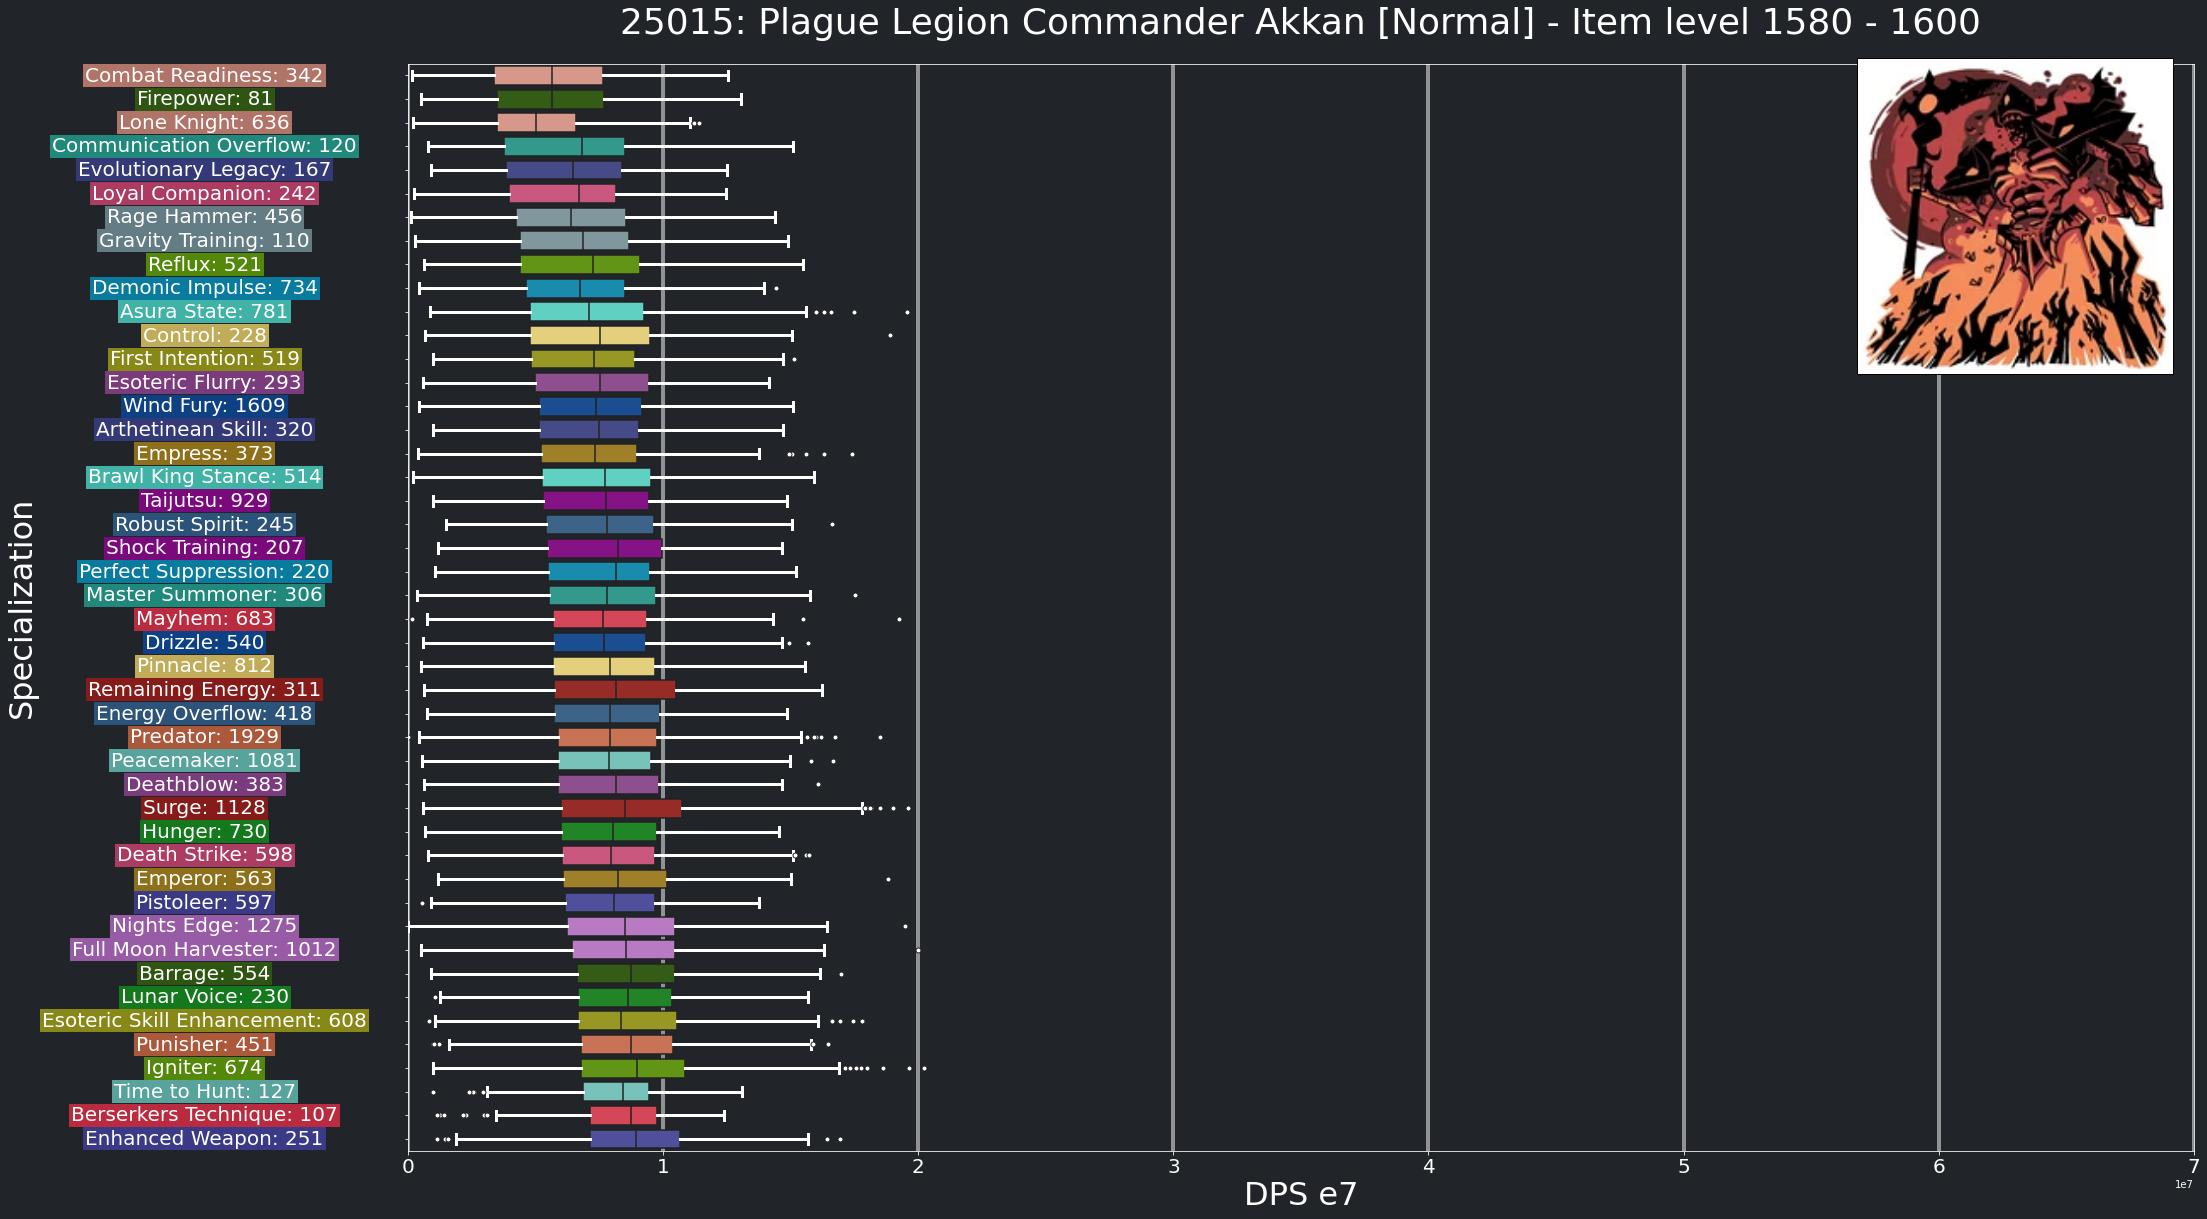 25015: Plague Legion Commander Akkan [Normal] - Item level 1580 - 1600
Combat Readiness: 342
Firepower: 81
Lone Knight: 636
Communication Overflow: 120
Evolutionary Legacy: 167
Loyal Companion: 242
Rage Hammer: 456
Gravity Training: 110
Reflux: 521
Demonic Impulse: 734
Asura State: 781
Control: 228
First Intention: 519
Esoteric Flurry: 293
Wind Fury: 1609
Arthetinean Skill: 320
Empress: 373
Brawl King Stance: 514
Taijutsu: 929
Robust Spirit: 245
Shock Training: 207
Perfect Suppression: 220
Master Summoner: 306
Mayhem: 683
Drizzle: 540
Pinnacle: 812
Remaining Energy: 311
Energy Overflow: 418
Predator: 1929
Peacemaker: 1081
Deathblow: 383
Surge: 1128
Hunger: 730
Death Strike: 598
Emperor: 563
Pistoleer: 597
Nights Edge: 1275
Full Moon Harvester: 1012
Barrage: 554
Lunar Voice: 230
Esoteric Skill Enhancement: 608
Punisher: 451
Igniter: 674
Time to Hunt: 127
Berserkers Technique: 107
Enhanced Weapon: 251
Specialization
0 1 2 3 4 5 6 7
1e7
DPS e7